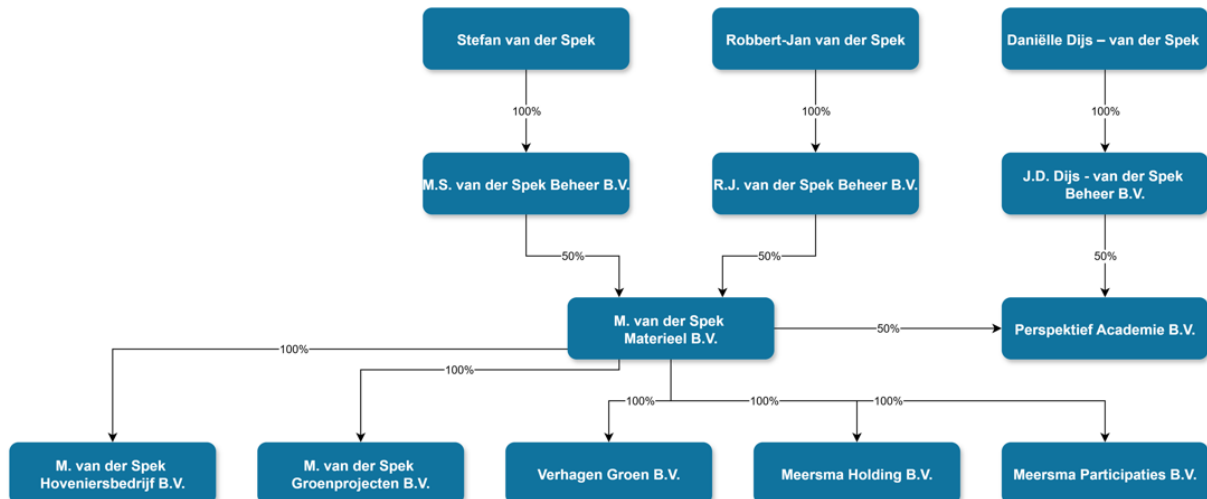 Stefan van der Spek
Robbert-Jan van der Spek
Daniëlle Dijs – van der Spek
100%
100%
100%
M.S. van der Spek Beheer B.V.
R.J. van der Spek Beheer B.V.
J.D. Dijs - van der Spek
Beheer B.V.
50%
50%
50%
M. van der Spek
Materieel B.V.
50%
Perspektief Academie B.V.
100%
100%
100%
100%
100%
M. van der Spek
Hoveniersbedrijf B.V.
M. van der Spek
Groenprojecten B.V.
Verhagen Groen B.V.
Meersma Holding B.V.
Meersma Participaties B.V.